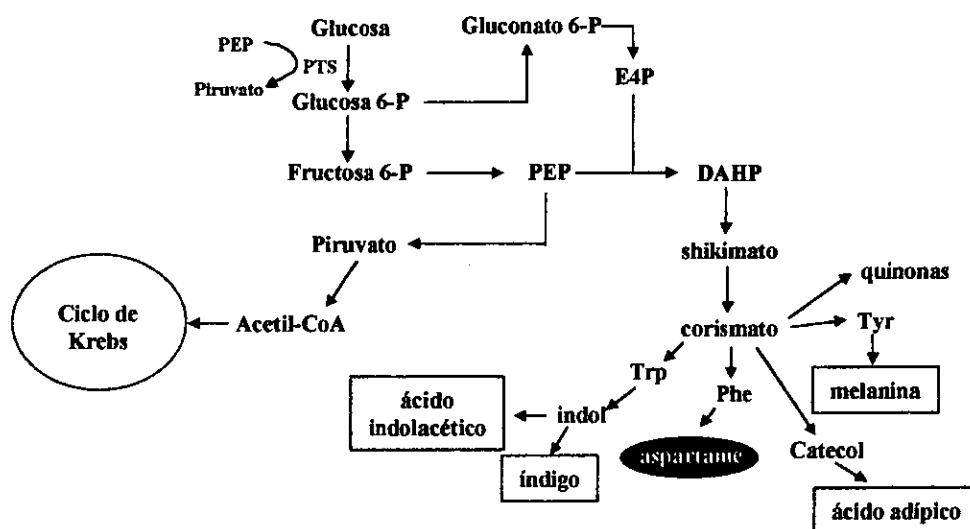 Glucosa
Gluconato 6-P
PEP
PTS
Piruvato
E4P
Glucosa 6-P
Fructosa 6-P
PEP
DAHP
Piruvato
shikimato
quinonas
Ciclo de
Krebs
Acetil-CoA
corismato
Tyr
Trp
Phe
melanina
ácido
indolacético
indol
aspartame
Catecol
índigo
ácido adípico